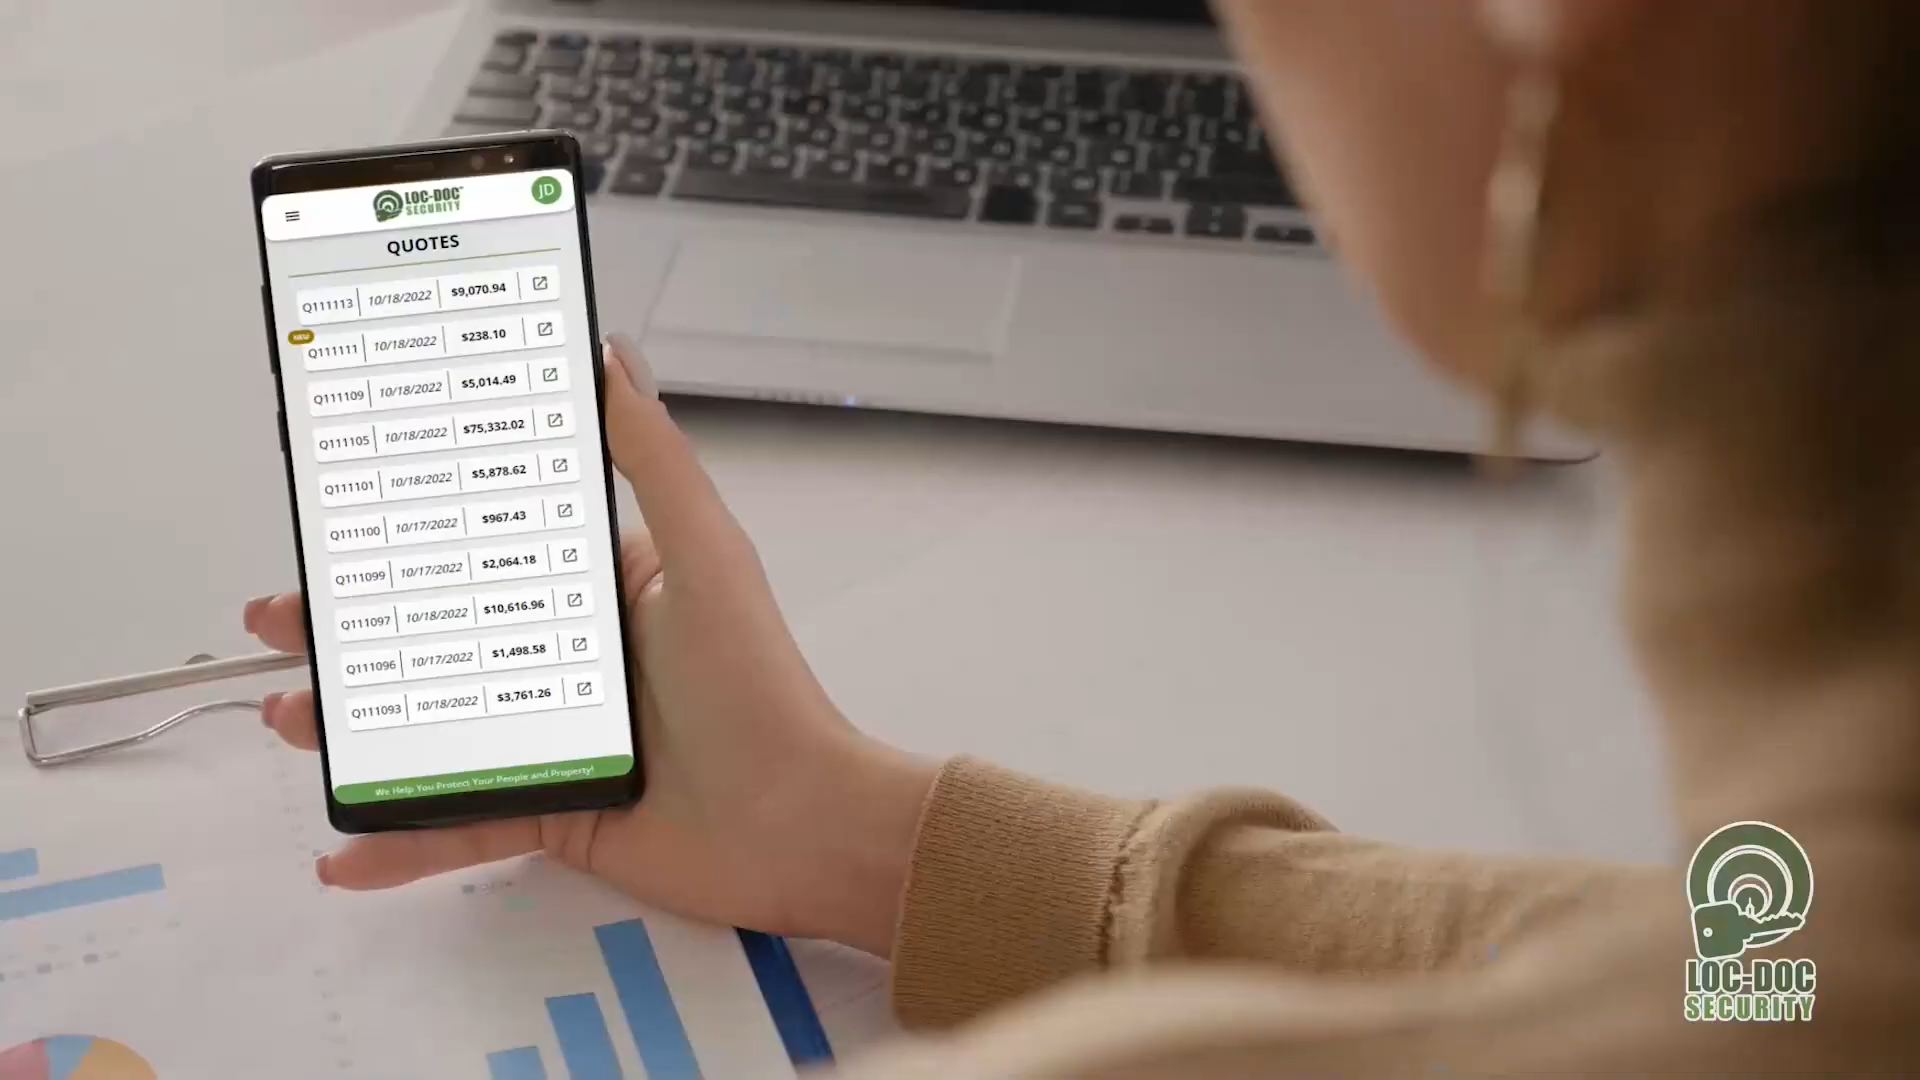 LOC-DOC
SECURITY
JD
QUOTES
Q111113 10/18/2022 $9,070.94
NEW
Q111111 10/18/2022 $238.10
Q111109 10/18/2022 $5,014.49
Q111105 10/18/2022 $75,332.02
Q111101 10/18/2022 $5,878.62
Q111100 10/17/2022 $967.43
Q111099 10/17/2022 $2,064.18
Q111097 10/18/2022 $10,616.96
Q111096 10/17/2022 $1,498.58
Q111093 10/18/2022 $3,761.26
We Help You Protect Your People and Property!
LOC-DOC
SECURITY